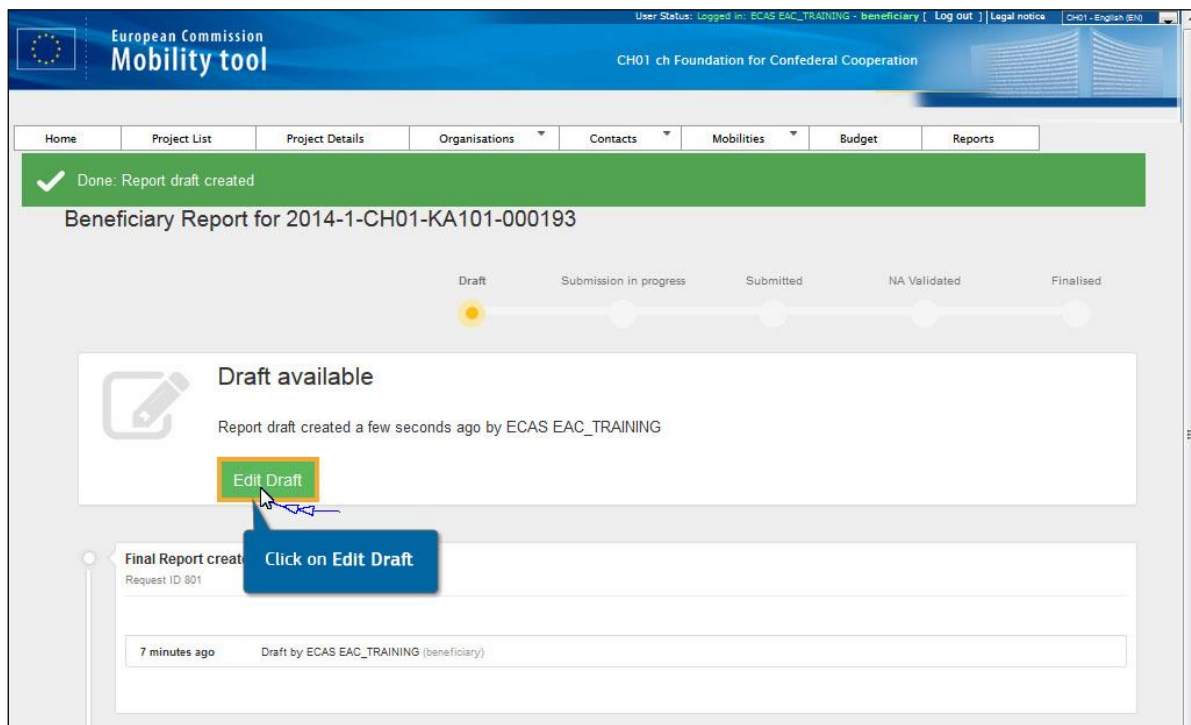 User Status: Logged in: ECAS EAC_TRAINING - beneficiary [ Log out ] | Legal notice CH01 - English (EN)
European Commission
Mobility tool
CH01 ch Foundation for Confederal Cooperation
Home Project List Project Details Organisations Contacts Mobilities Budget Reports
Done: Report draft created
Beneficiary Report for 2014-1-CH01-KA101-000193
Draft Submission in progress Submitted NA Validated Finalised
Draft available
Report draft created a few seconds ago by ECAS EAC_TRAINING
Edit Draft
Click on Edit Draft
Final Report creat
Request ID 801
7 minutes ago Draft by ECAS EAC_TRAINING (beneficiary)